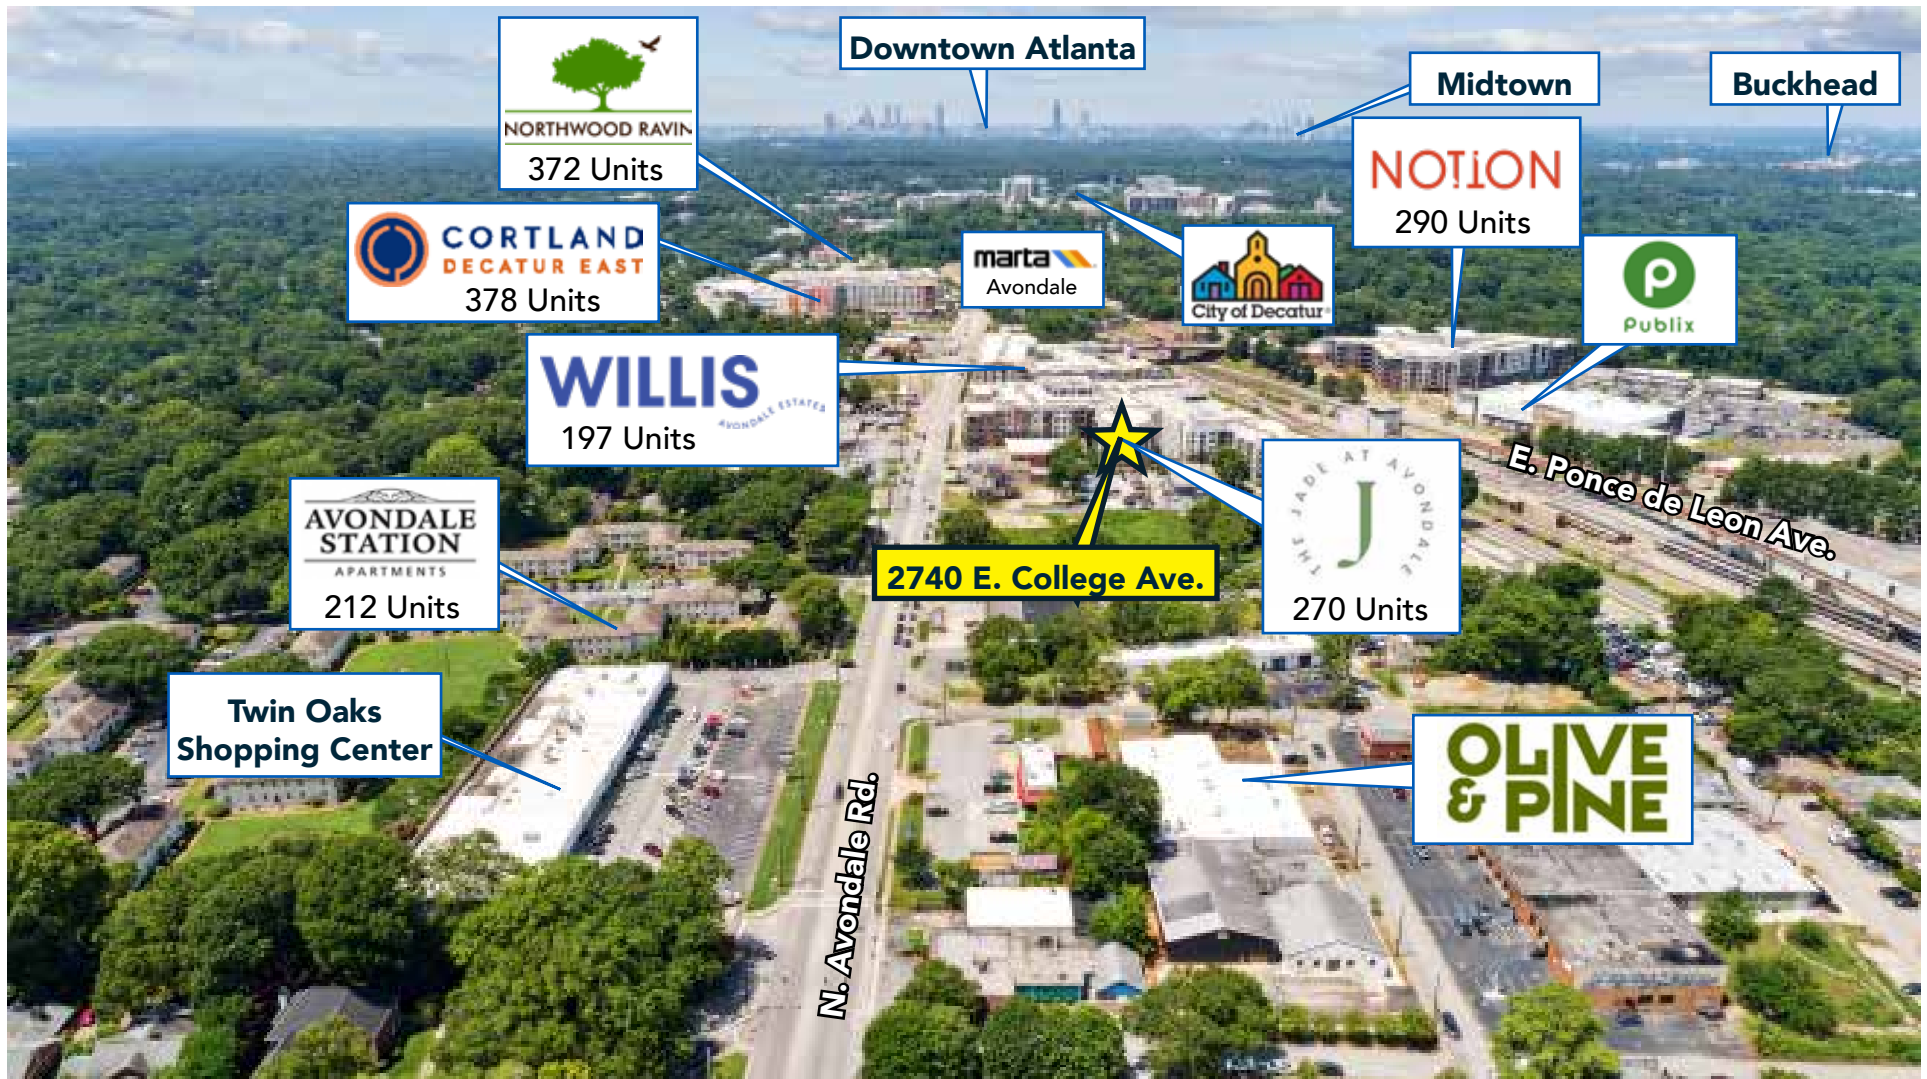 Downtown Atlanta
Midtown
Buckhead
NORTHWOOD RAVIN
372 Units
NOTION
290 Units
CORTLAND
DECATUR EAST
378 Units
marta
Avondale
City of Decatur
Publix
WILLIS
AVONDALE ESTATES
197 Units
E. Ponce de Leon Ave.
AVONDALE
STATION
APARTMENTS
212 Units
2740 E. College Ave.
THE JADE AT AVONDALE
J
270 Units
Twin Oaks
Shopping Center
OLIVE
& PINE
N. Avondale Rd.